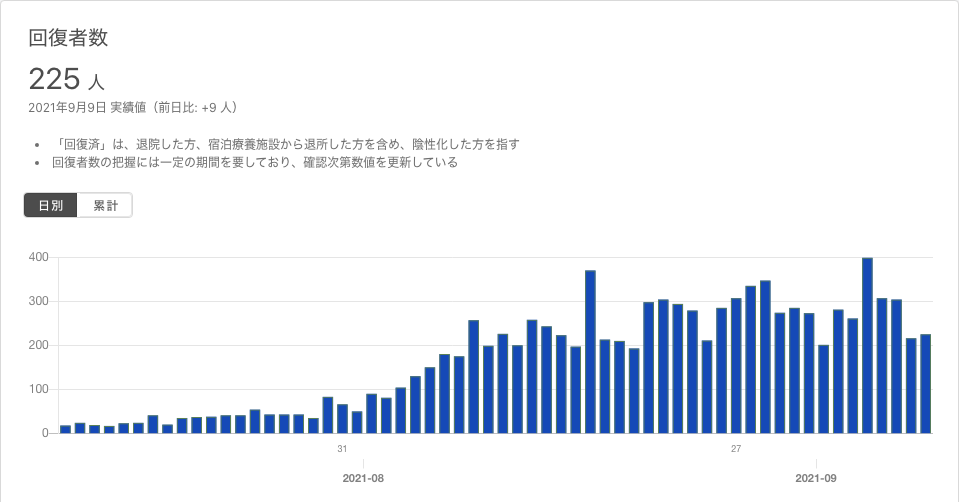 回復者数
225 人
2021年9月9日 実績値（前日比: +9 人）
• 「回復済」は、退院した方、宿泊療養施設から退所した方を含め、陰性化した方を指す
• 回復者数の把握には一定の期間を要しており、確認次第数値を更新している
日別 累計
400
300
200
100
0
31 27
2021-08 2021-09